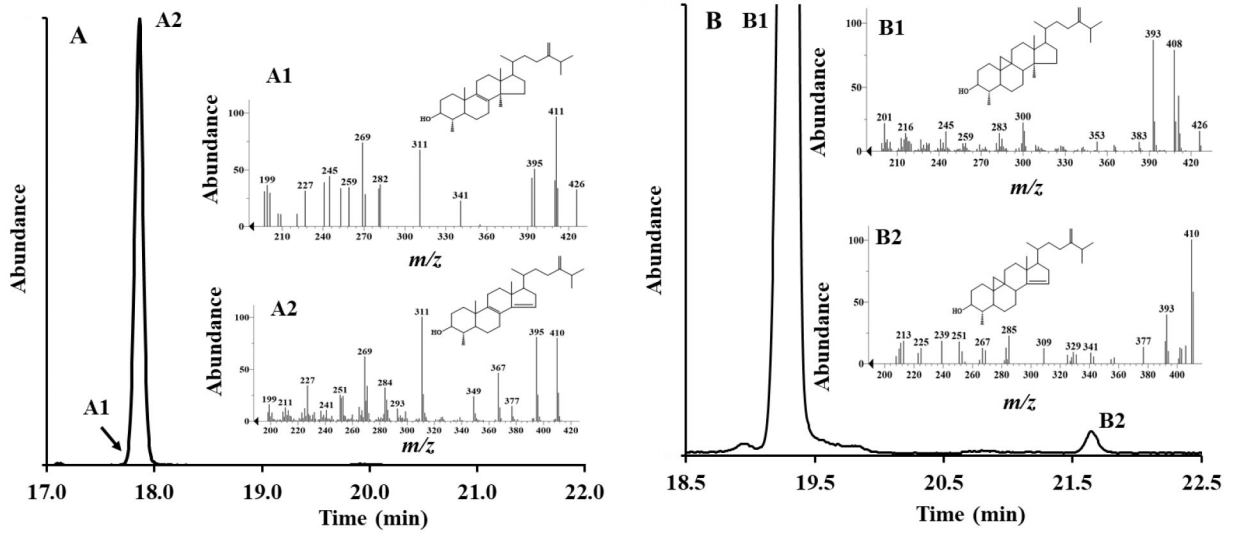 A
A2
A1
Abundance
Time (min)
17.0 18.0 19.0 20.0 21.0 22.0
A1
Abundance
100
50
0
199 227 245 259 269 282 311 341 395 411 426
210 240 270 300 330 360 390 420
m/z
HO
A2
Abundance
100
50
0
199 211 227 241 251 269 284 293 311 349 367 377 395 410
200 220 240 260 280 300 320 340 360 380 400 420
m/z
HO
B
B1
B2
Abundance
Time (min)
18.5 19.5 20.5 21.5 22.5
B1
Abundance
100
50
0
201 216 245 259 283 300 353 383 393 408 426
210 240 270 300 330 360 390 420
m/z
HO
B2
Abundance
100
50
0
213 225 239 251 267 285 309 329 341 377 393 410
200 220 240 260 280 300 320 340 360 380 400
m/z
HO